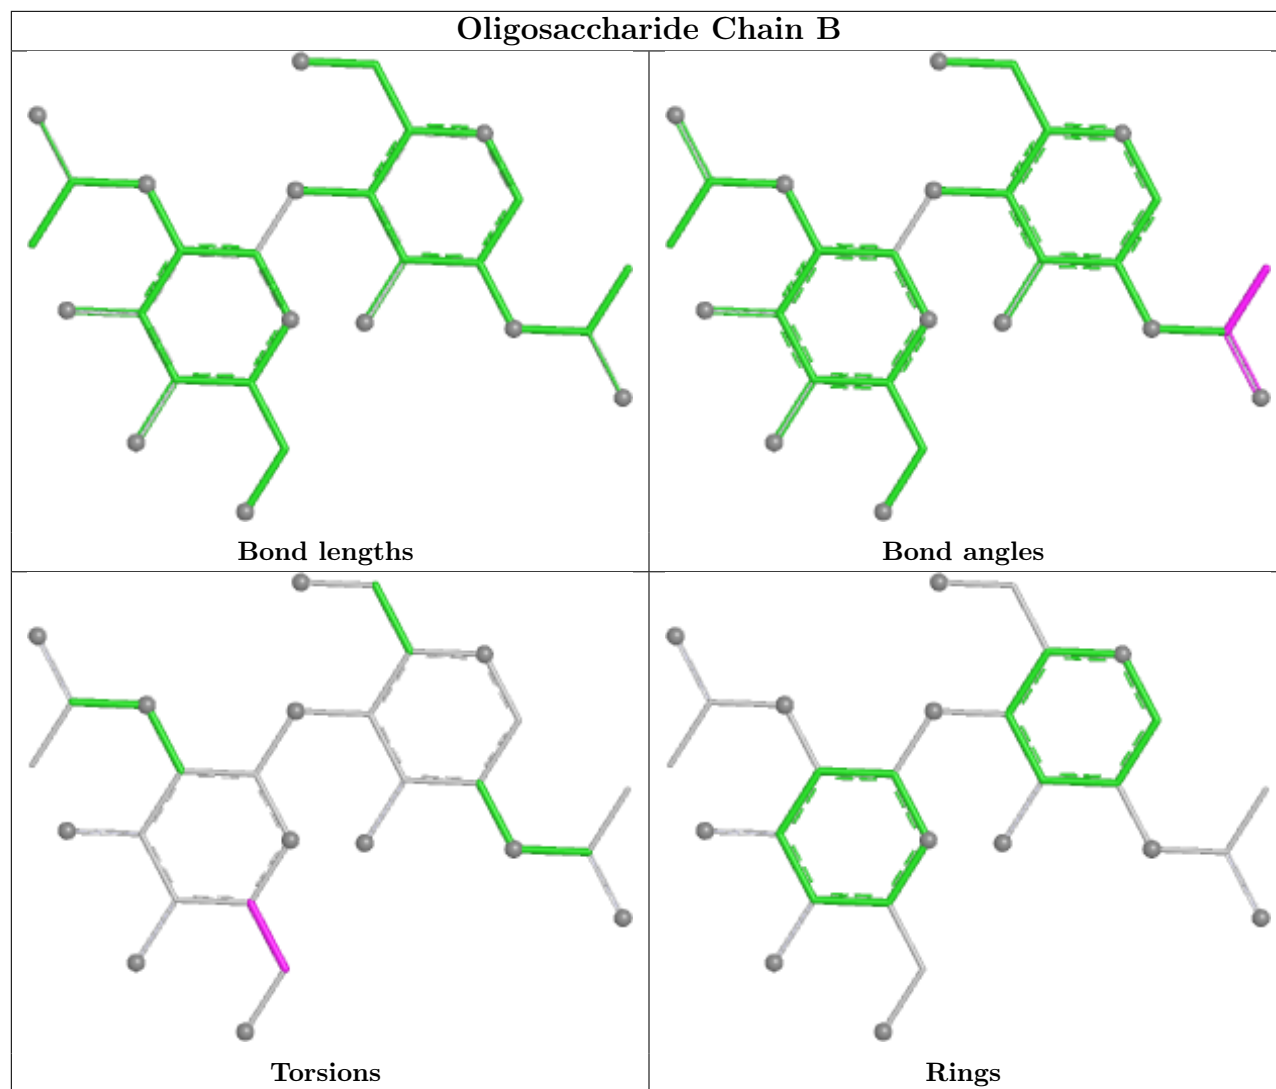 Oligosaccharide Chain B
Bond lengths
Bond angles
Torsions
Rings